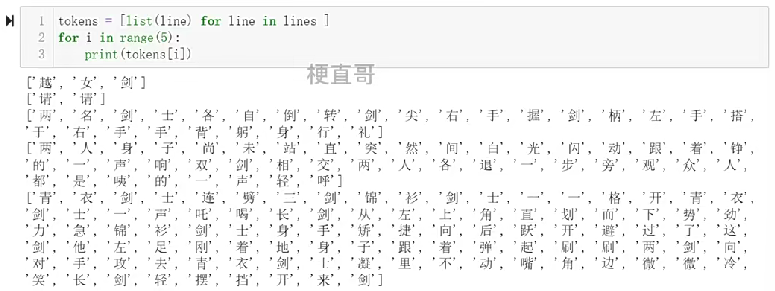 1 tokens = [list(line) for line in lines ]
2 for i in range(5):
3     print(tokens[i])
梗直哥
['越', '女', '剑']
['请', '请']
['两', '名', '剑', '士', '各', '自', '倒', '转', '剑', '尖', '右', '手', '握', '剑', '柄', '左', '手', '搭',
'于', '右', '手', '手', '背', '躬', '身', '行', '礼']
['两', '人', '身', '子', '尚', '未', '站', '直', '突', '然', '间', '白', '光', '闪', '动', '跟', '着', '铮',
'的', '一', '声', '响', '双', '剑', '相', '交', '两', '人', '各', '退', '一', '步', '旁', '观', '众', '人',
'都', '是', '咦', '的', '一', '声', '轻', '呼']
['青', '衣', '剑', '士', '连', '劈', '三', '剑', '锦', '衫', '剑', '士', '一', '一', '格', '开', '青', '衣',
'剑', '士', '一', '声', '吒', '喝', '长', '剑', '从', '左', '上', '角', '直', '划', '而', '下', '势', '劲',
'力', '急', '锦', '衫', '剑', '士', '身', '手', '矫', '捷', '向', '后', '跃', '开', '避', '过', '了', '这',
'剑', '他', '左', '足', '刚', '着', '地', '身', '子', '跟', '着', '弹', '起', '刷', '刷', '两', '剑', '向',
'对', '手', '攻', '去', '青', '衣', '剑', '士', '凝', '里', '不', '动', '嘴', '角', '边', '微', '微', '冷',
'笑', '长', '剑', '轻', '摆', '挡', '开', '来', '剑']